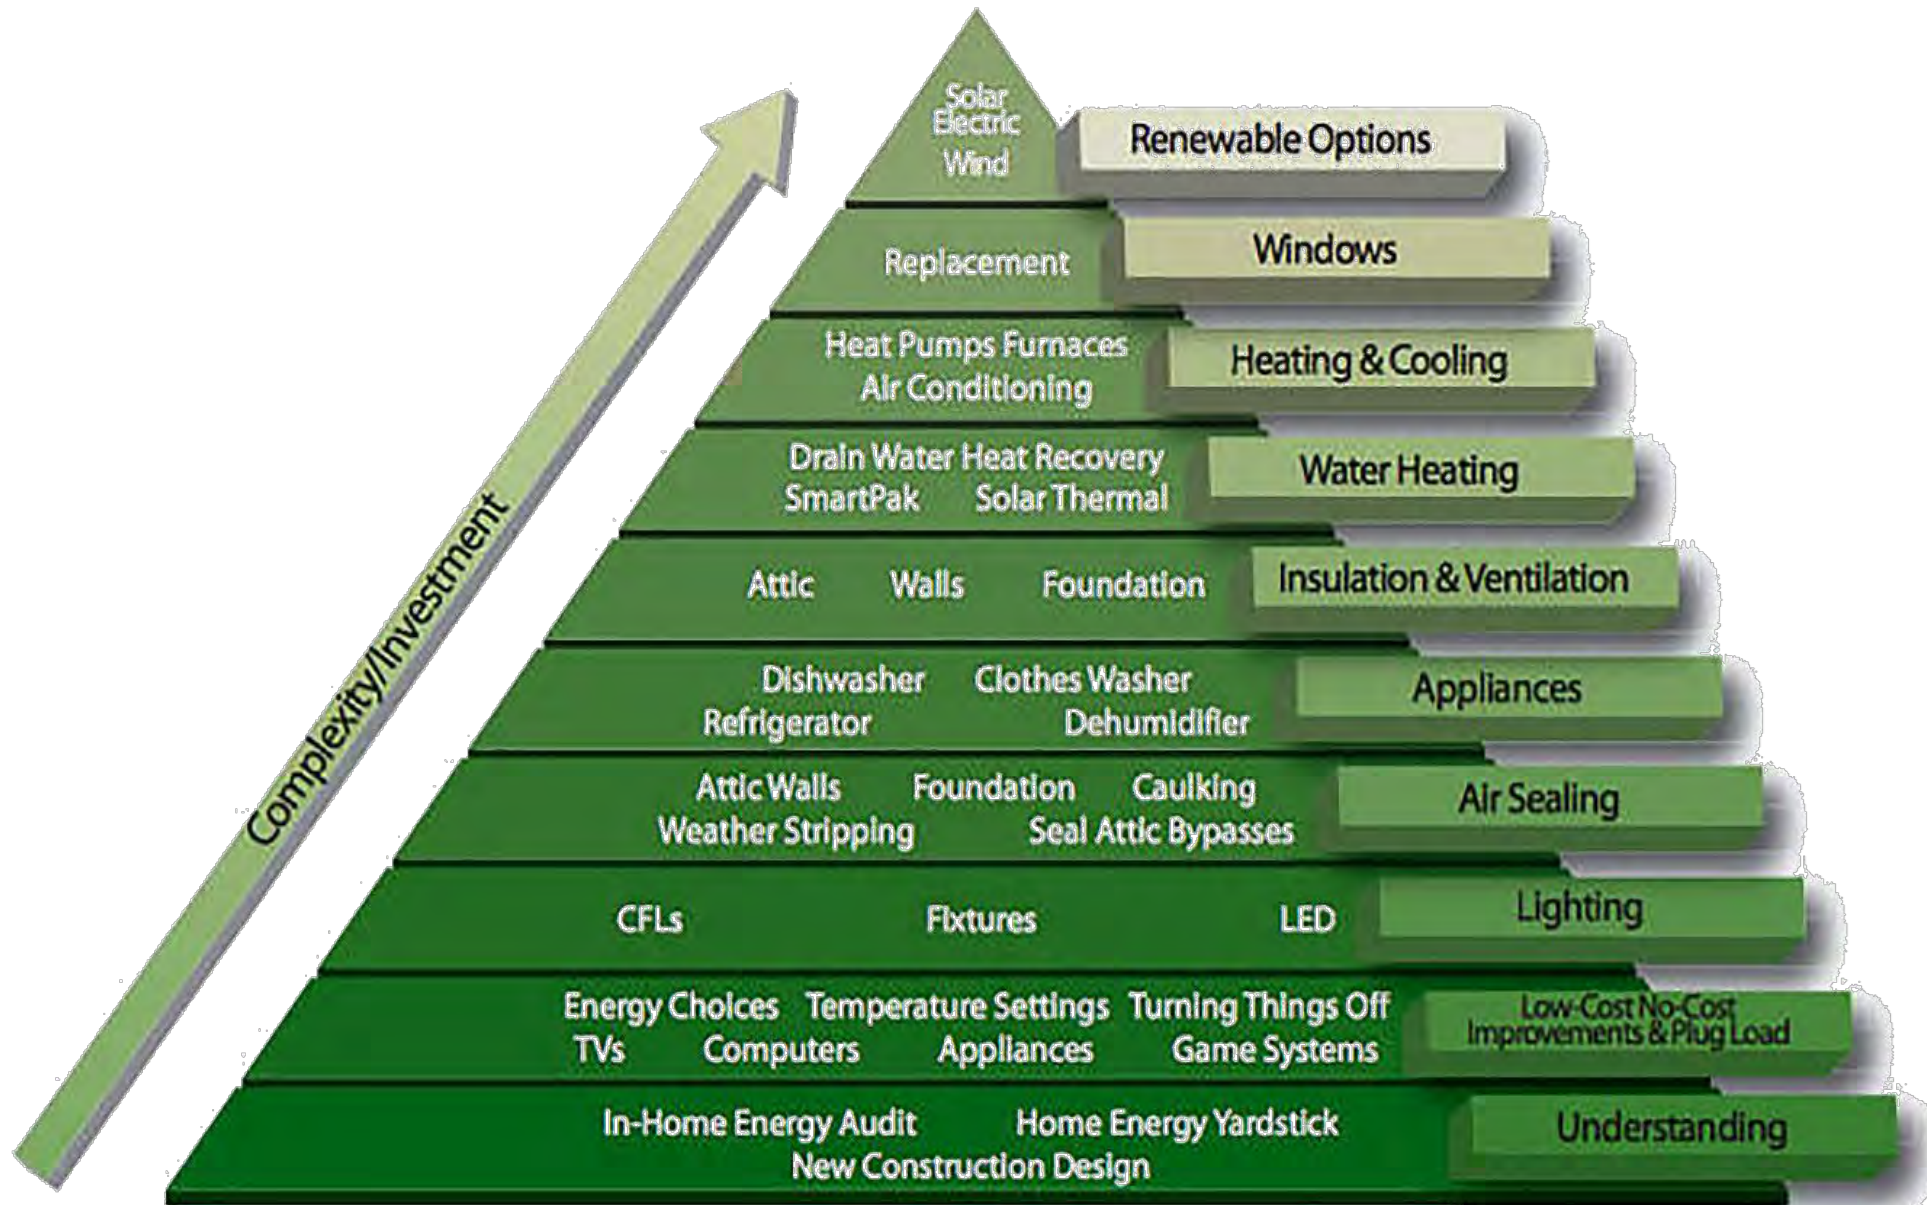 Solar
Electric
Wind
Renewable Options
Replacement
Windows
Heat Pumps Furnaces
Air Conditioning
Heating & Cooling
Drain Water Heat Recovery
SmartPak Solar Thermal
Water Heating
Attic Walls Foundation
Insulation & Ventilation
Dishwasher Clothes Washer
Refrigerator Dehumidifier
Appliances
Attic Walls Foundation Caulking
Weather Stripping Seal Attic Bypasses
Air Sealing
CFLs Fixtures LED
Lighting
Energy Choices Temperature Settings Turning Things Off
TVs Computers Appliances Game Systems
Low-Cost No-Cost
Improvements & Plug Load
In-Home Energy Audit Home Energy Yardstick
New Construction Design
Understanding
Complexity/Investment